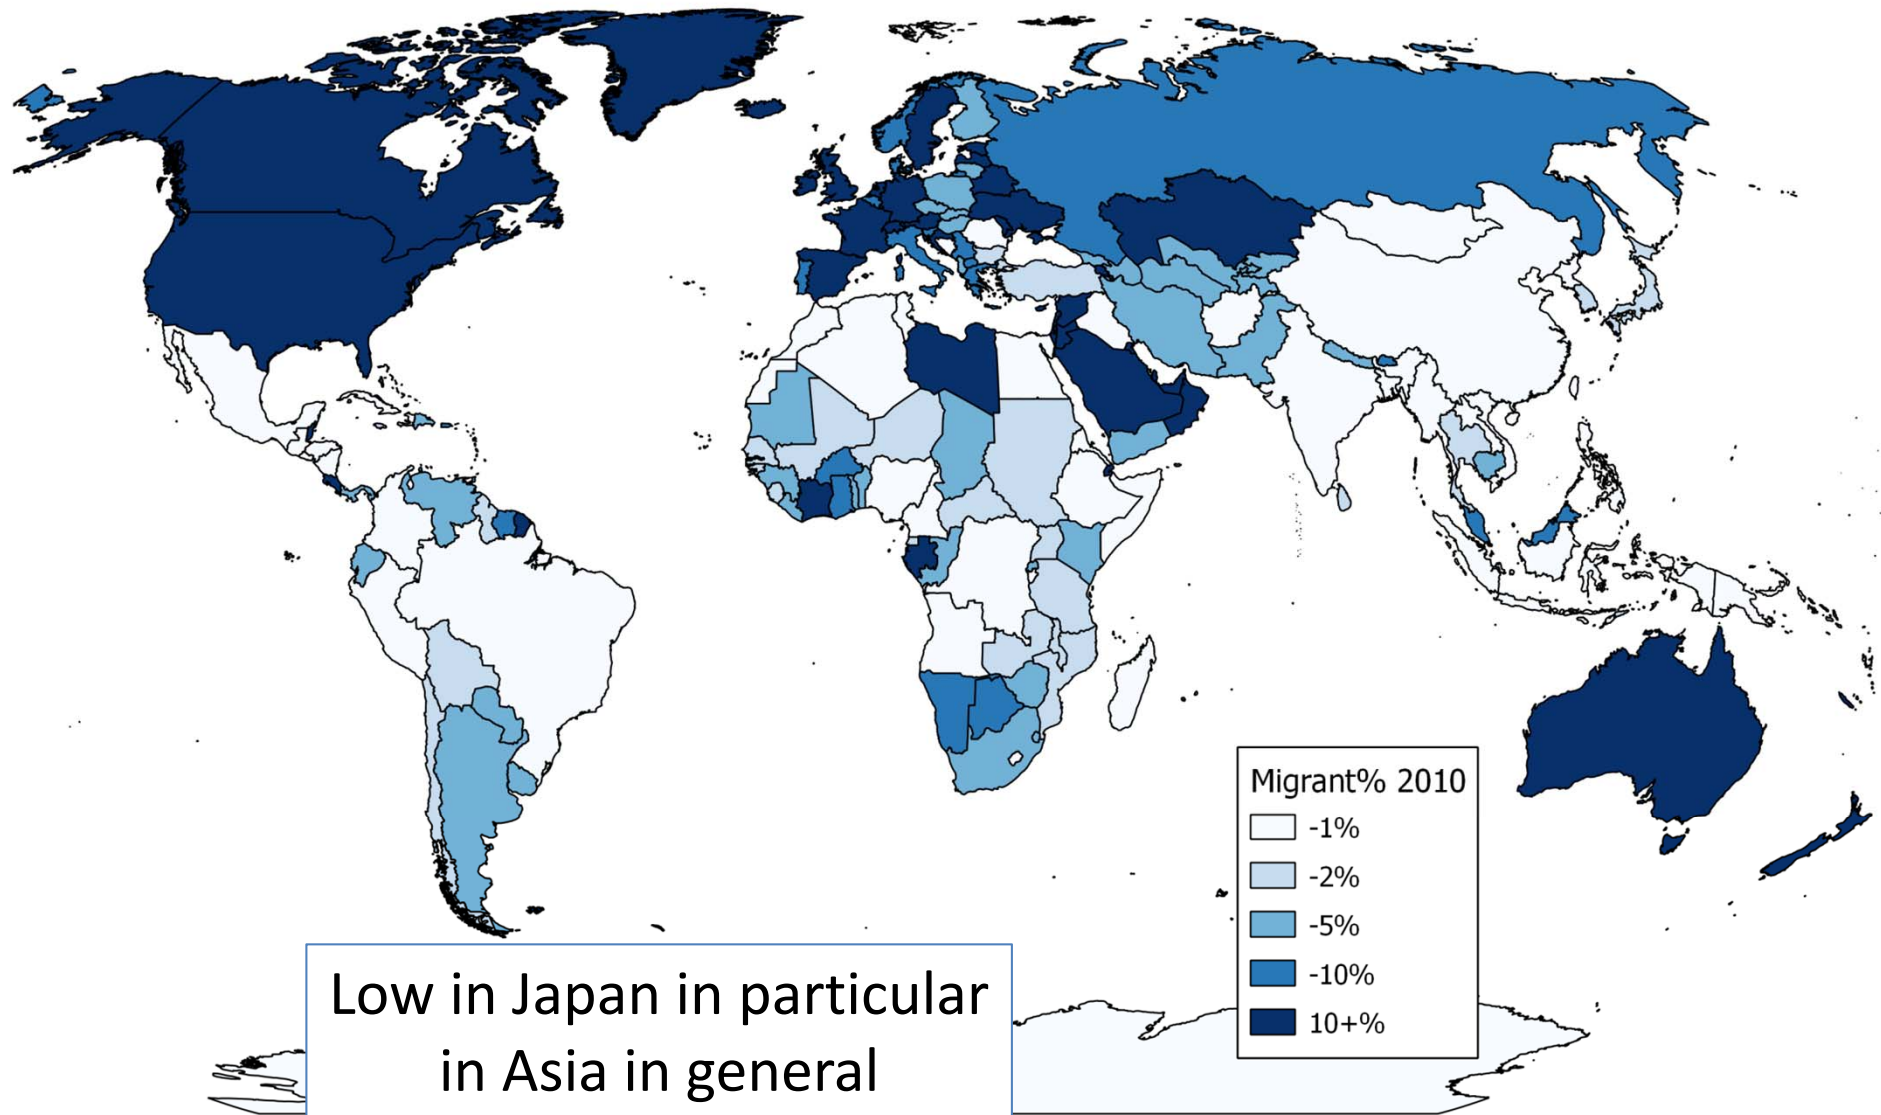 Migrant% 2010
-1%
-2%
-5%
-10%
10+%
Low in Japan in particular
in Asia in general